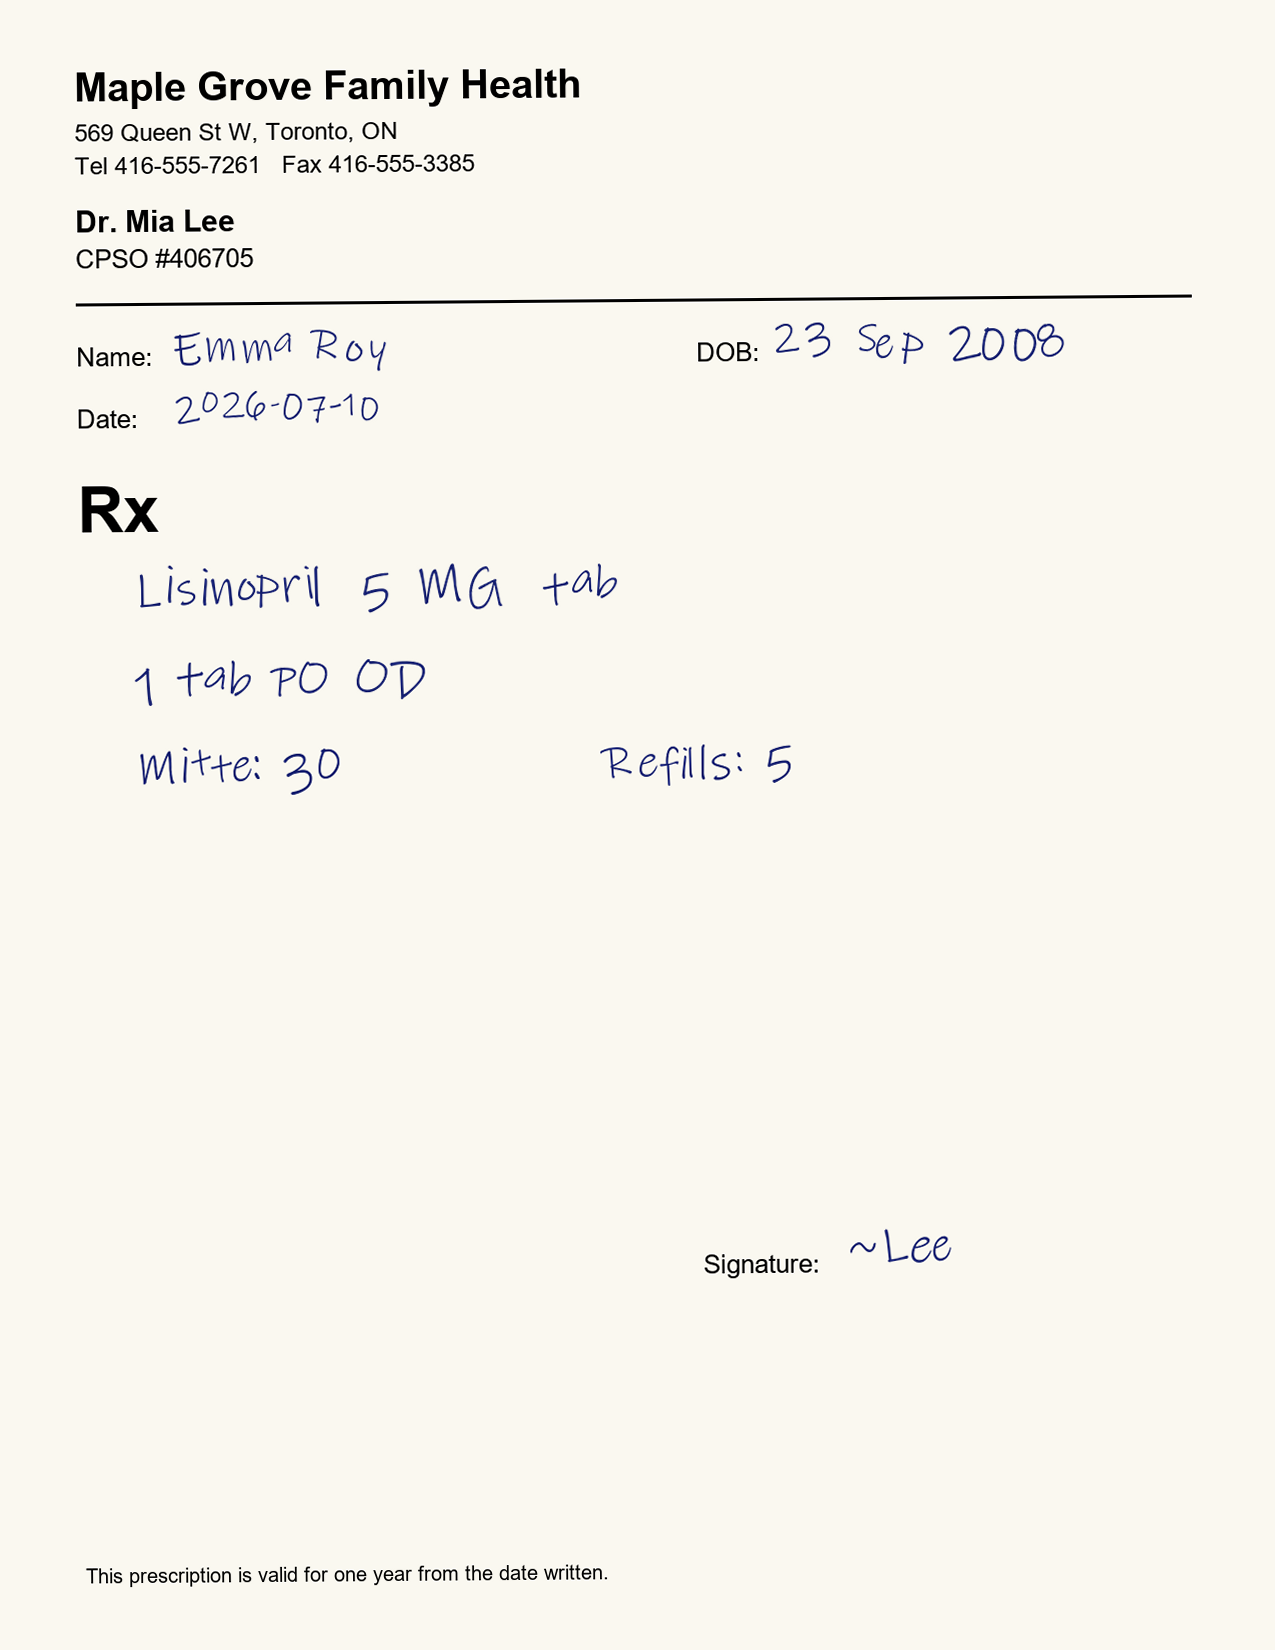 Maple Grove Family Health
569 Queen St W, Toronto, ON
Tel 416-555-7261 Fax 416-555-3385
Dr. Mia Lee
CPSO #406705
Name: Emma Roy DOB: 23 Sep 2008
Date: 2026-07-10
Rx
Lisinopril 5 MG tab
1 tab PO OD
Mitte: 30 Refills: 5
Signature: ~Lee
This prescription is valid for one year from the date written.